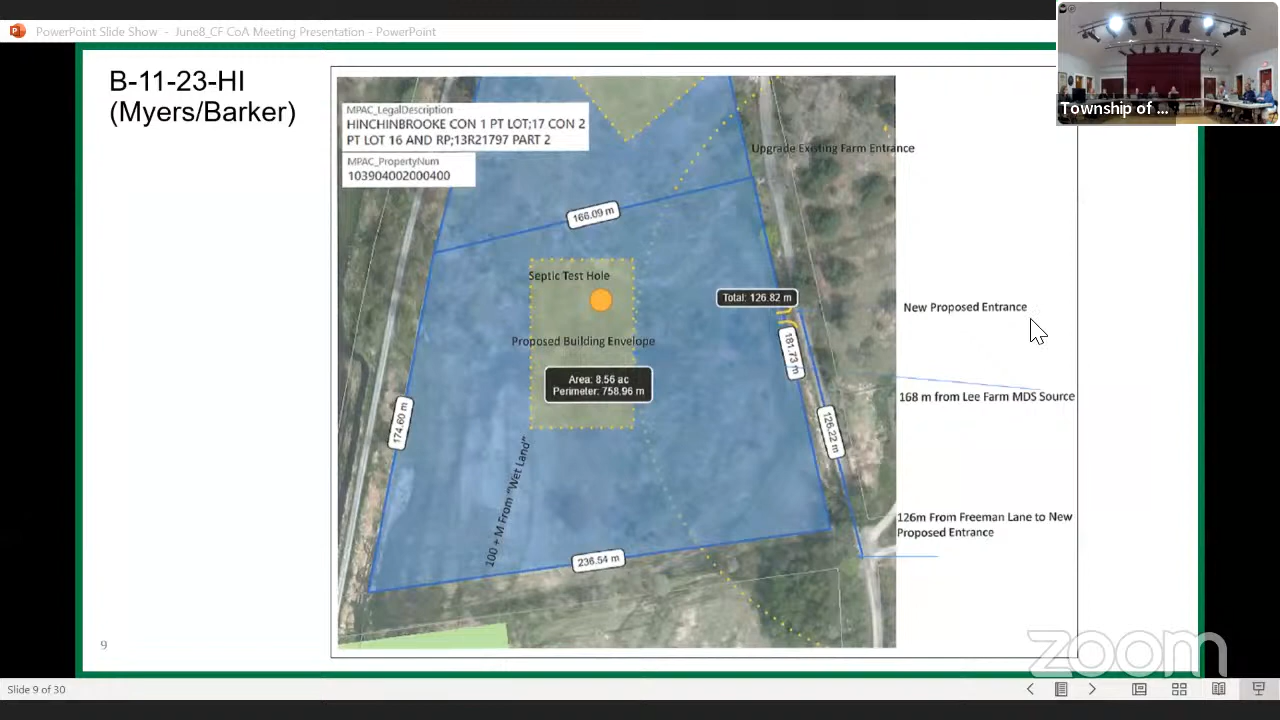 PowerPoint Slide Show - June8_CF CoA Meeting Presentation - PowerPoint
Township of ...
B-11-23-HI
(Myers/Barker)
MPAC_LegalDescription
HINCHINBROOKE CON 1 PT LOT;17 CON 2
PT LOT 16 AND RP;13R21797 PART 2
MPAC_PropertyNum
103904002000400
Upgrade Existing Farm Entrance
166.09 m
Septic Test Hole
Total: 126.82 m
New Proposed Entrance
Proposed Building Envelope
181.73 m
Area: 8.56 ac
Perimeter: 758.96 m
168 m from Lee Farm MDS Source
174.60 m
126.22 m
100 + M From "Wet Land"
126m From Freeman Lane to New
Proposed Entrance
236.54 m
9
zoom
Slide 9 of 30